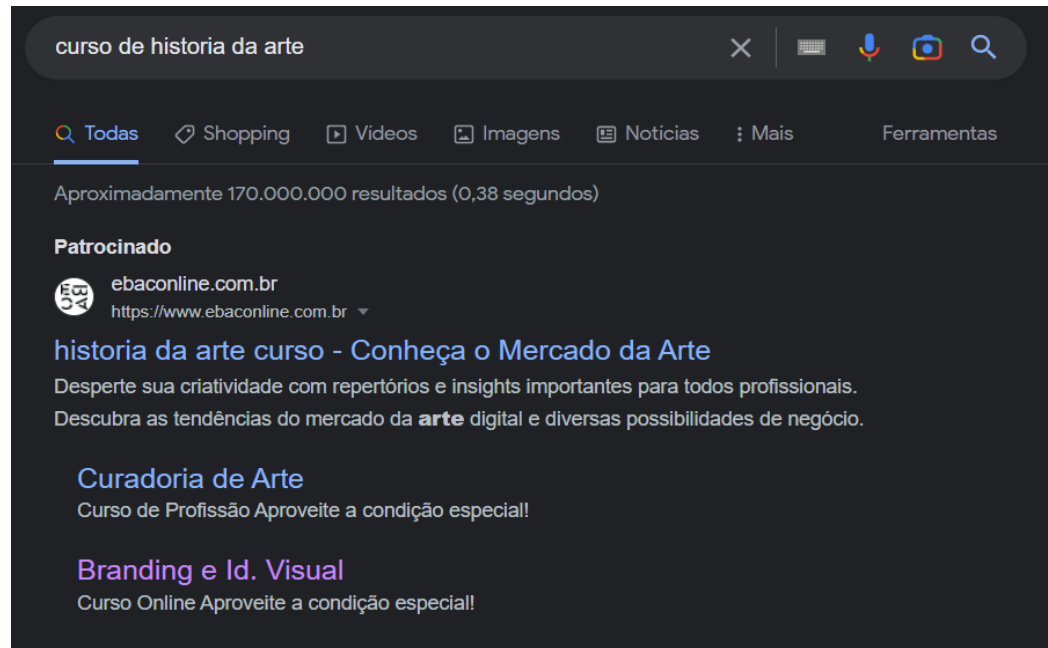 curso de historia da arte
Todas Shopping Vídeos Imagens Notícias Mais Ferramentas
Aproximadamente 170.000.000 resultados (0,38 segundos)
Patrocinado
ebaconline.com.br
https://www.ebaconline.com.br
historia da arte curso - Conheça o Mercado da Arte
Desperte sua criatividade com repertórios e insights importantes para todos profissionais.
Descubra as tendências do mercado da arte digital e diversas possibilidades de negócio.
Curadoria de Arte
Curso de Profissão Aproveite a condição especial!
Branding e Id. Visual
Curso Online Aproveite a condição especial!